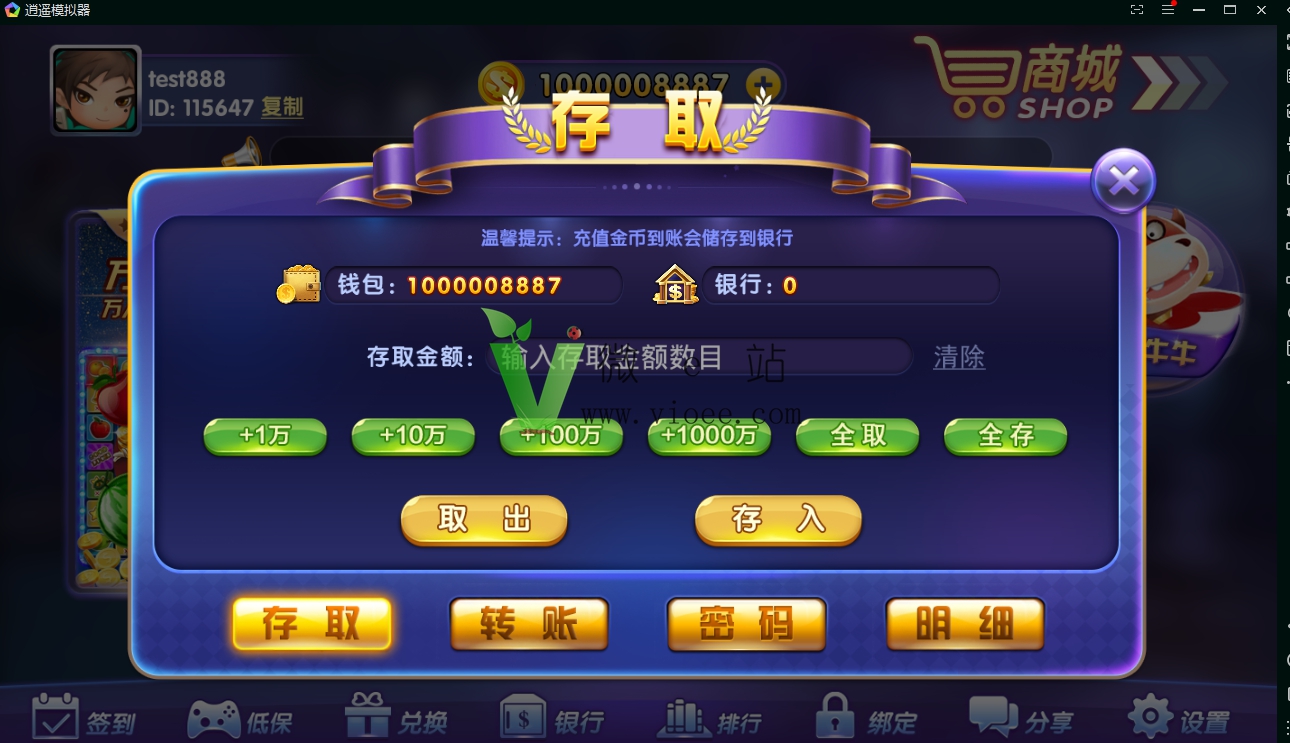 逍遥模拟器
test888
ID: 115647 复制
1000008887
商城
SHOP
存 取
温馨提示：充值金币到账会储存到银行
钱包：1000008887
银行：0
存取金额：
输入存取金额数目
清除
微 e 站
www.vioee.com
+1万
+10万
+100万
+1000万
全取
全存
取 出
存 入
牛牛
存 取
转 账
密 码
明 细
签到
低保
兑换
银行
排行
绑定
分享
设置